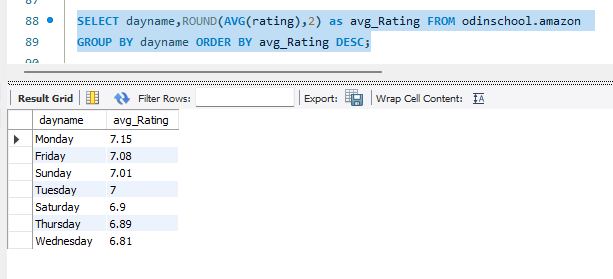 88 SELECT dayname,ROUND(AVG(rating),2) as avg_Rating FROM odinschool.amazon
89 GROUP BY dayname ORDER BY avg_Rating DESC;
90
Result Grid Filter Rows: Export: Wrap Cell Content: IA
dayname avg_Rating
Monday 7.15
Friday 7.08
Sunday 7.01
Tuesday 7
Saturday 6.9
Thursday 6.89
Wednesday 6.81